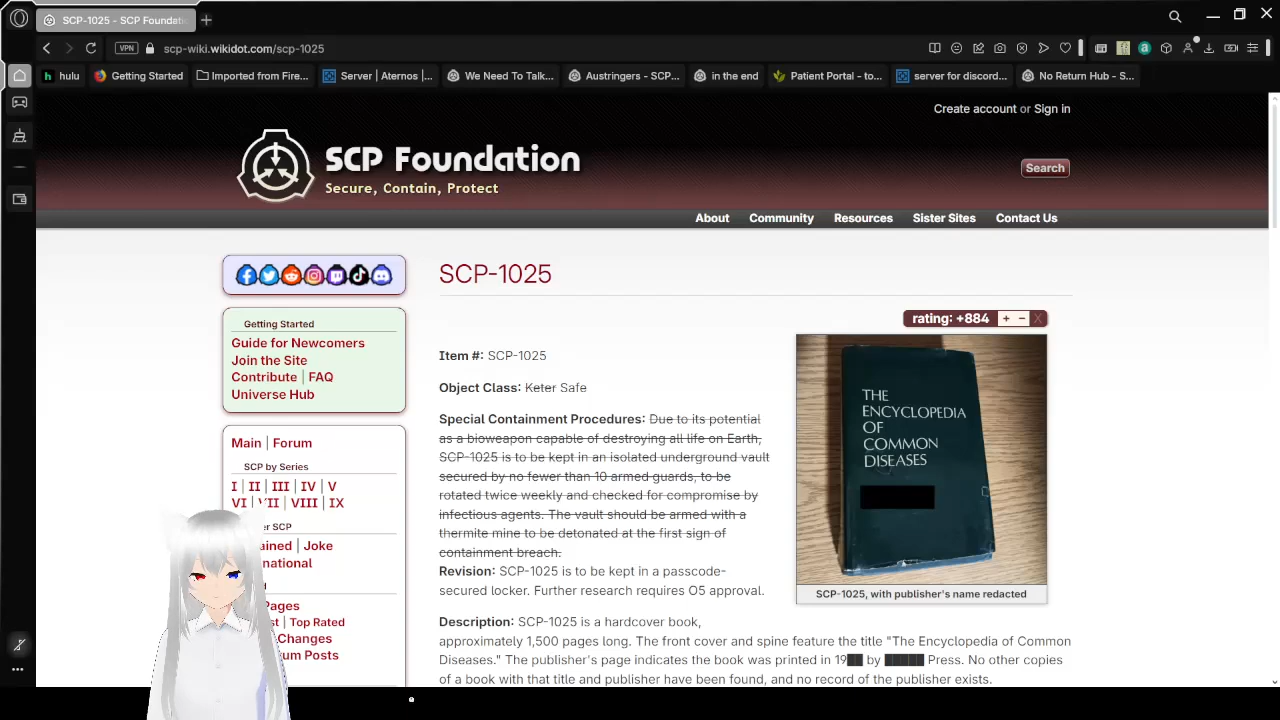 SCP-1025 - SCP Foundatio
VPN scp-wiki.wikidot.com/scp-1025
hulu Getting Started Imported from Fire... Server | Aternos |... We Need To Talk... Austringers - SCP... in the end Patient Portal - to... server for discord... No Return Hub - S...
Create account or Sign in
SCP Foundation
Secure, Contain, Protect
Search
About Community Resources Sister Sites Contact Us
SCP-1025
rating: +884 + − X
Getting Started
Guide for Newcomers
Join the Site
Contribute | FAQ
Universe Hub
Main | Forum
SCP by Series
I | II | III | IV | V
VI | VII | VIII | IX
er SCP
ained | Joke
national
Pages
st | Top Rated
Changes
um Posts
Item #: SCP-1025
Object Class: Keter Safe
Special Containment Procedures: Due to its potential
as a bioweapon capable of destroying all life on Earth,
SCP-1025 is to be kept in an isolated underground vault
secured by no fewer than 10 armed guards, to be
rotated twice weekly and checked for compromise by
infectious agents. The vault should be armed with a
thermite mine to be detonated at the first sign of
containment breach.
Revision: SCP-1025 is to be kept in a passcode-
secured locker. Further research requires O5 approval.
THE
ENCYCLOPEDIA
OF
COMMON
DISEASES
SCP-1025, with publisher's name redacted
Description: SCP-1025 is a hardcover book,
approximately 1,500 pages long. The front cover and spine feature the title "The Encyclopedia of Common
Diseases." The publisher's page indicates the book was printed in 19██ by █████ Press. No other copies
of a book with that title and publisher have been found, and no record of the publisher exists.